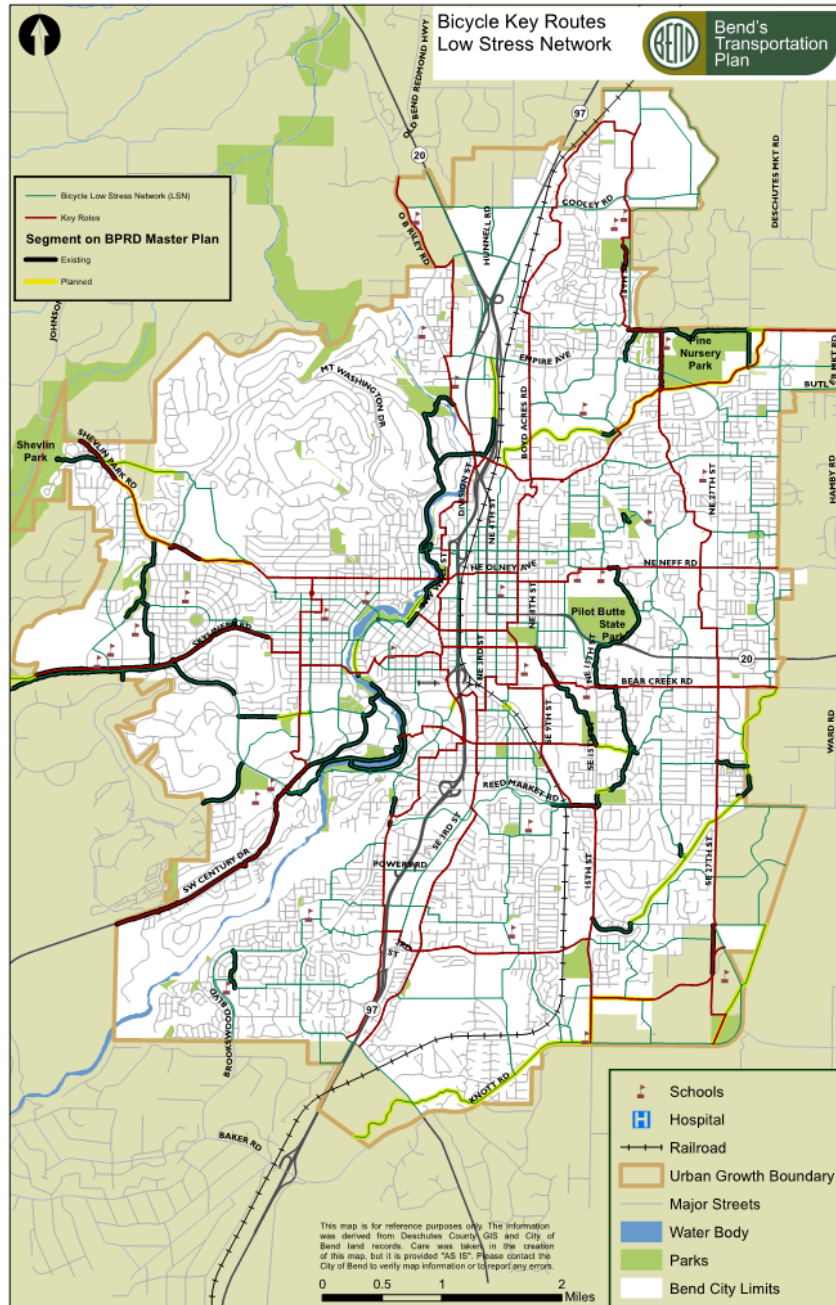 Bicycle Key Routes
Low Stress Network
BEND
Bend's
Transportation
Plan
OLD BEND REDMOND HWY
97
20
DESCHUTES MKT RD
Bicycle Low Stress Network (LSN)
Key Rotes
Segment on BPRD Master Plan
Existing
Planned
COOLEY RD
HUNNELL RD
O B RILEY RD
18TH ST
JOHNSON
EMPIRE AVE
Pine
Nursery
Park
BUTL
MT WASHINGTON
DR
BOYD ACRES RD
Shevlin
Park
SHEVLIN PARK RD
DIVISION ST
HAMBY RD
NE 27TH ST
NE 4TH ST
NE OLNEY AVE
NE NEFF RD
NE 8TH ST
Pilot Butte
State
Park
SKYLINERS RD
NE 3RD ST
NE 15TH ST
20
BEAR CREEK RD
SE 9TH ST
WARD RD
SE 15TH ST
REED MARKET RD
SE 3RD ST
POWERS RD
SW CENTURY DR
15TH ST
SE 27TH ST
3RD
ST
97
BROOKSWOOD BLVD
KNOTT RD
BAKER RD
Schools
H
Hospital
Railroad
Urban Growth Boundary
Major Streets
Water Body
Parks
Bend City Limits
This map is for reference purposes only. The information
was derived from Deschutes County GIS and City of
Bend land records. Care was taken in the creation
of this map, but it is provided "AS IS". Please contact the
City of Bend to verify map information or to report any errors.
0 0.5 1 2
Miles